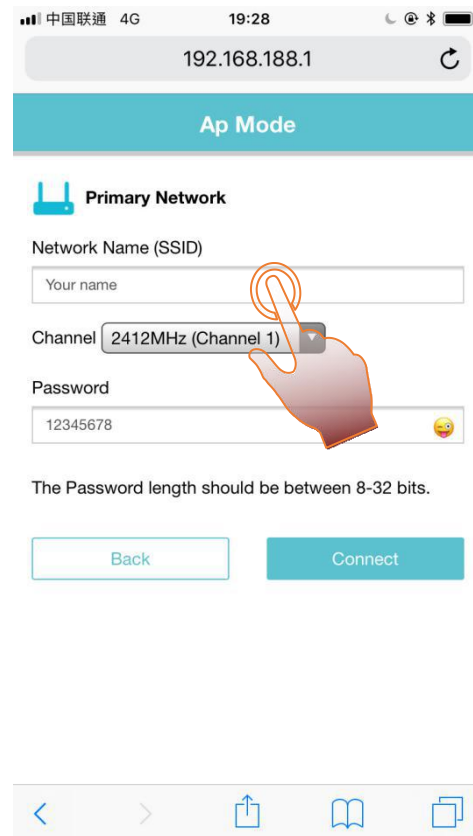 中国联通 4G 19:28
192.168.188.1
Ap Mode
Primary Network
Network Name (SSID)
Your name
Channel 2412MHz (Channel 1)
Password
12345678
The Password length should be between 8-32 bits.
Back Connect